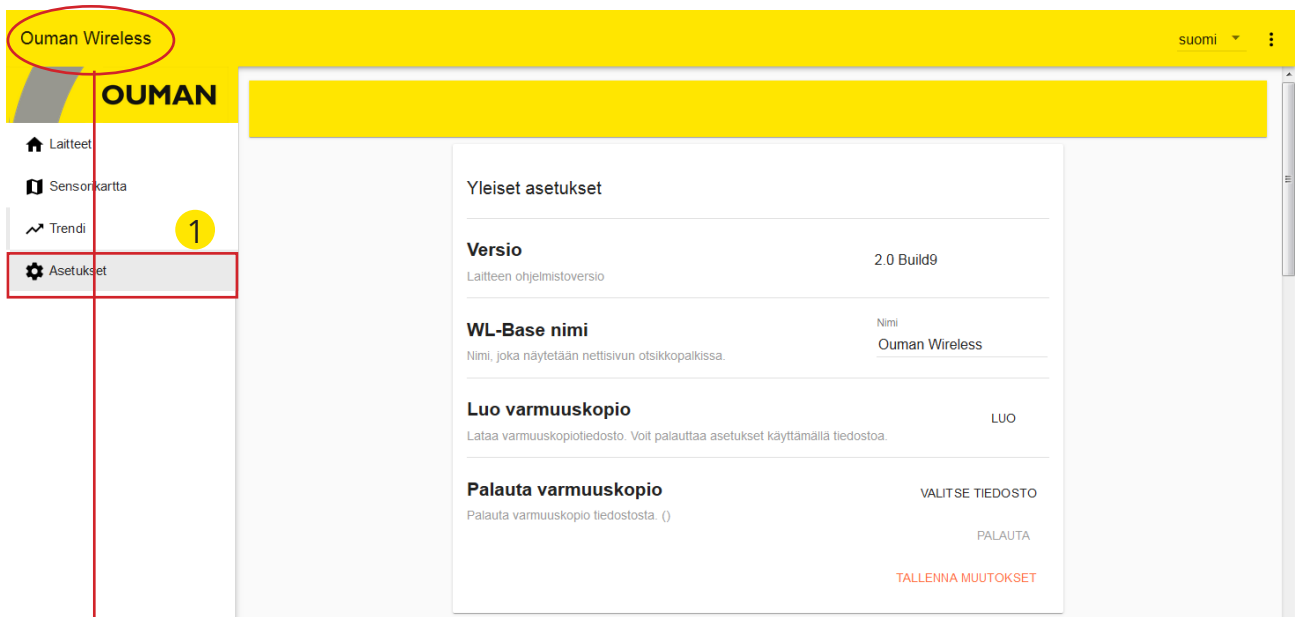 Ouman Wireless
suomi
OUMAN
Laitteet
Sensorikartta
Trendi
1
Asetukset
Yleiset asetukset
Versio
Laitteen ohjelmistoversio
2.0 Build9
WL-Base nimi
Nimi, joka näytetään nettisivun otsikkopalkissa.
Nimi
Ouman Wireless
Luo varmuuskopio
Lataa varmuuskopiotiedosto. Voit palauttaa asetukset käyttämällä tiedostoa.
LUO
Palauta varmuuskopio
Palauta varmuuskopio tiedostosta. ()
VALITSE TIEDOSTO
PALAUTA
TALLENNA MUUTOKSET